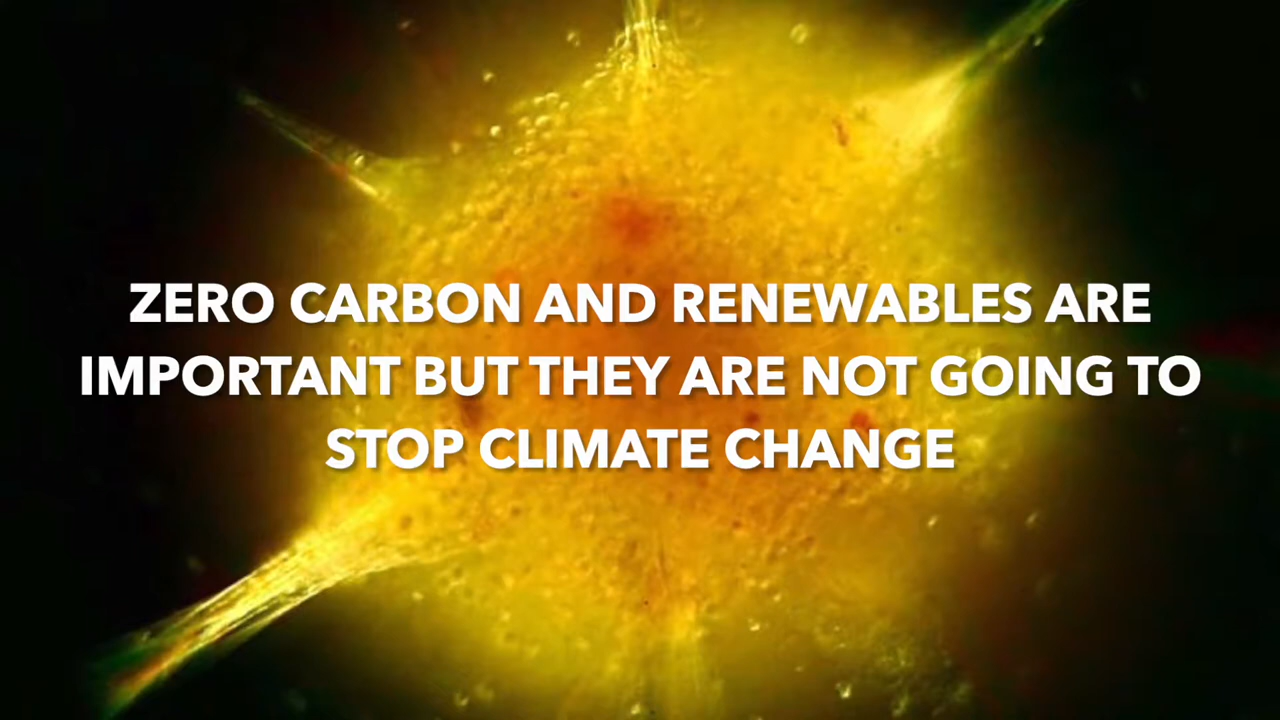 ZERO CARBON AND RENEWABLES ARE
IMPORTANT BUT THEY ARE NOT GOING TO
STOP CLIMATE CHANGE